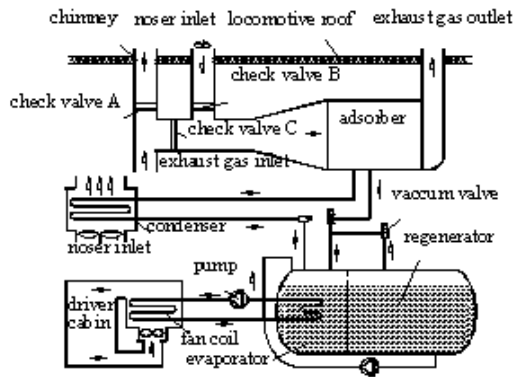 chimney noser inlet locomotive roof exhaust gas outlet
check valve B
check valve A
check valve C
adsorber
exhaust gas inlet
vaccum valve
condenser
noser inlet
regenerator
pump
driver
cabin
fan coil
evaporator